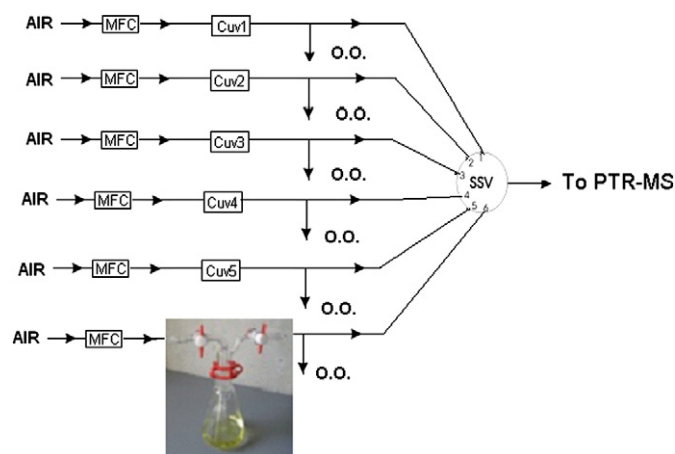 AIR MFC Cuv1
O.O.
AIR MFC Cuv2
O.O.
AIR MFC Cuv3
O.O.
AIR MFC Cuv4
O.O.
AIR MFC Cuv5
O.O.
AIR MFC
O.O.
1
2
3
4
5
6
SSV
To PTR-MS